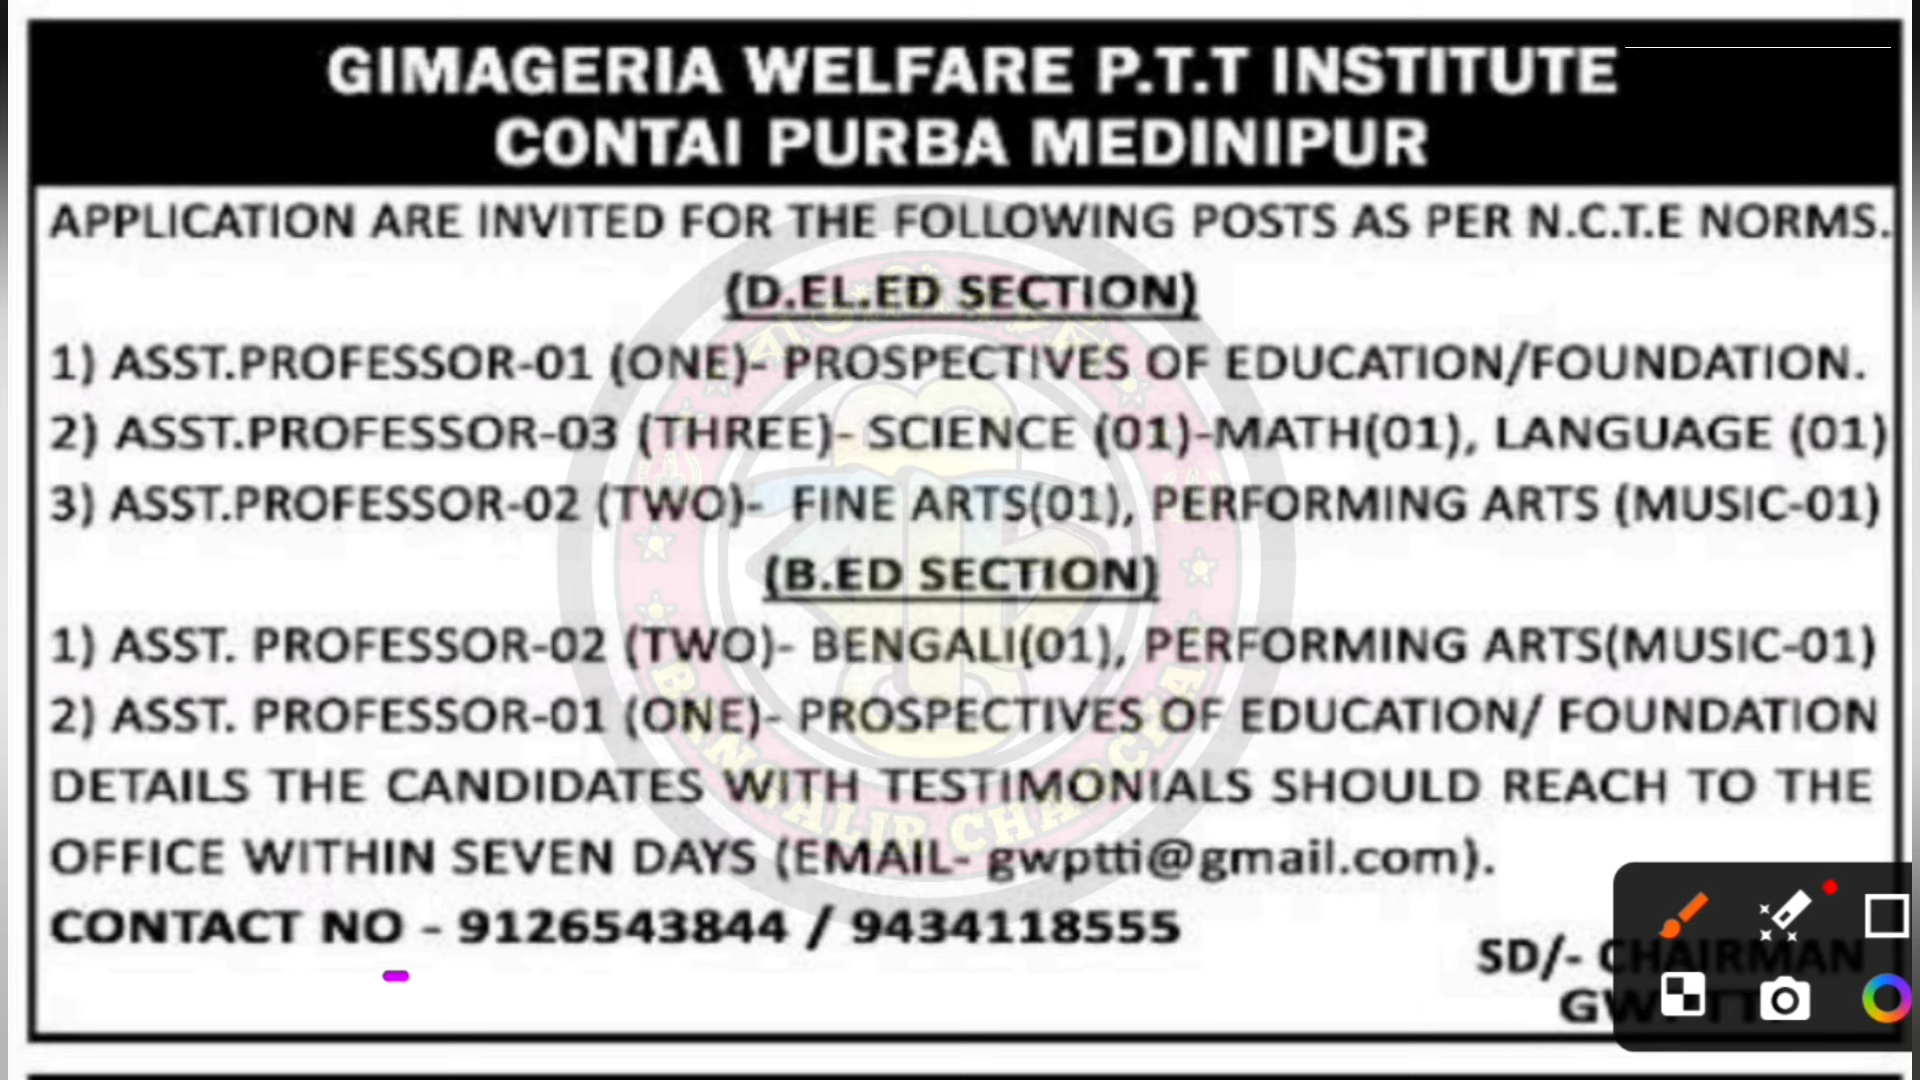 GIMAGERIA WELFARE P.T.T INSTITUTE
CONTAI PURBA MEDINIPUR
APPLICATION ARE INVITED FOR THE FOLLOWING POSTS AS PER N.C.T.E NORMS.
(D.EL.ED SECTION)
1) ASST.PROFESSOR-01 (ONE)- PROSPECTIVES OF EDUCATION/FOUNDATION.
2) ASST.PROFESSOR-03 (THREE)- SCIENCE (01)-MATH(01), LANGUAGE (01)
3) ASST.PROFESSOR-02 (TWO)- FINE ARTS(01), PERFORMING ARTS (MUSIC-01)
(B.ED SECTION)
1) ASST. PROFESSOR-02 (TWO)- BENGALI(01), PERFORMING ARTS(MUSIC-01)
2) ASST. PROFESSOR-01 (ONE)- PROSPECTIVES OF EDUCATION/ FOUNDATION
DETAILS THE CANDIDATES WITH TESTIMONIALS SHOULD REACH TO THE
OFFICE WITHIN SEVEN DAYS (EMAIL- gwptti@gmail.com).
CONTACT NO - 9126543844 / 9434118555
SD/- CHAIRMAN
BENGALIR CHARCHA